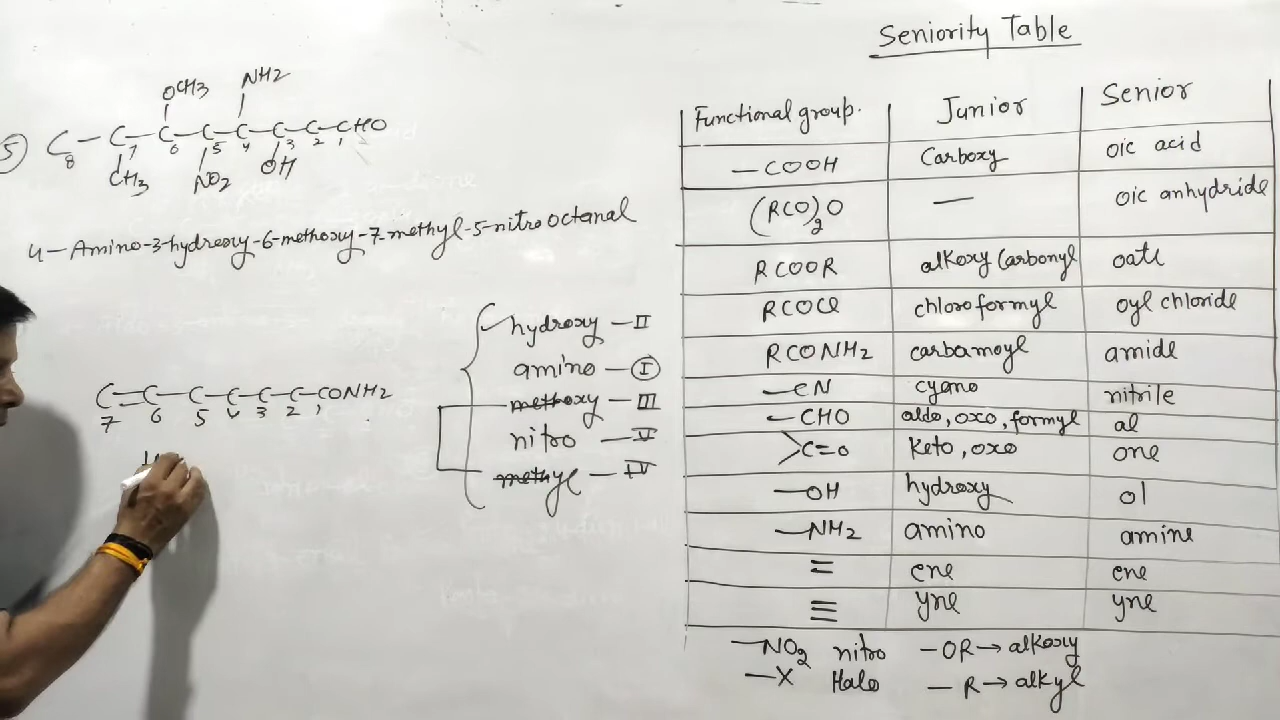 Seniority Table
5
OCH3 NH2
C - C - C - C - C - C - C - CHO
8 7 6 5 4 3 2 1
CH3 NO2 OH
4-Amino-3-hydroxy-6-methoxy-7-methyl-5-nitrooctanal
hydroxy - II
amino - I
methoxy - III
nitro - V
methyl - IV
C = C - C - C - C - C - CONH2
7 6 5 4 3 2 1
Functional group. Junior Senior
-COOH Carboxy oic acid
(RCO)2O — oic anhydride
RCOOR alkoxy Carbonyl oate
RCOCl chloroformyl oyl chloride
RCONH2 carbamoyl amide
-CN cyano nitrile
-CHO aldo, oxo, formyl al
>C=O Keto, oxo one
-OH hydroxy ol
-NH2 amino amine
= ene ene
≡ yne yne
-NO2 nitro -OR→alkoxy
-X Halo -R→alkyl